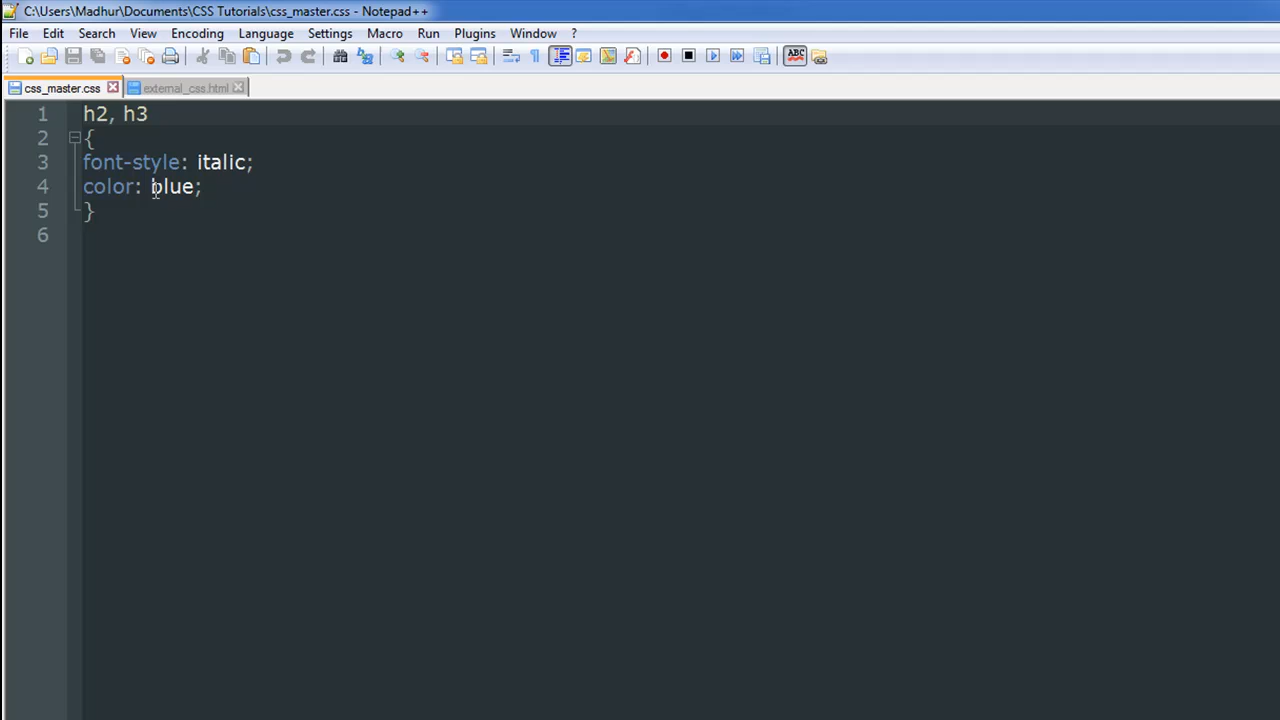 C:\Users\Madhur\Documents\CSS Tutorials\css_master.css - Notepad++
File Edit Search View Encoding Language Settings Macro Run Plugins Window ?
ABC
css_master.css external_css.html
1 h2, h3
2 {
3 font-style: italic;
4 color: blue;
5 }
6